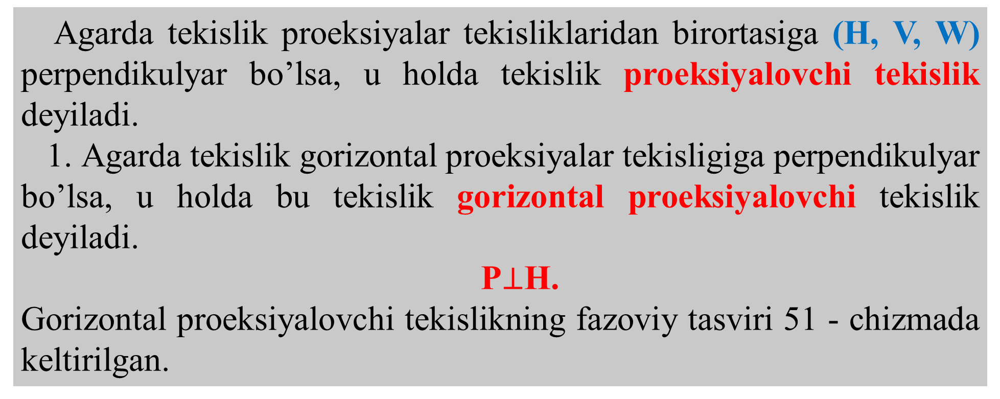 Agarda tekislik proeksiyalar tekisliklaridan birortasiga (H, V, W)
perpendikulyar bo’lsa, u holda tekislik proeksiyalovchi tekislik
deyiladi.
1. Agarda tekislik gorizontal proeksiyalar tekisligiga perpendikulyar
bo’lsa, u holda bu tekislik gorizontal proeksiyalovchi tekislik
deyiladi.
P⊥H.
Gorizontal proeksiyalovchi tekislikning fazoviy tasviri 51 - chizmada
keltirilgan.